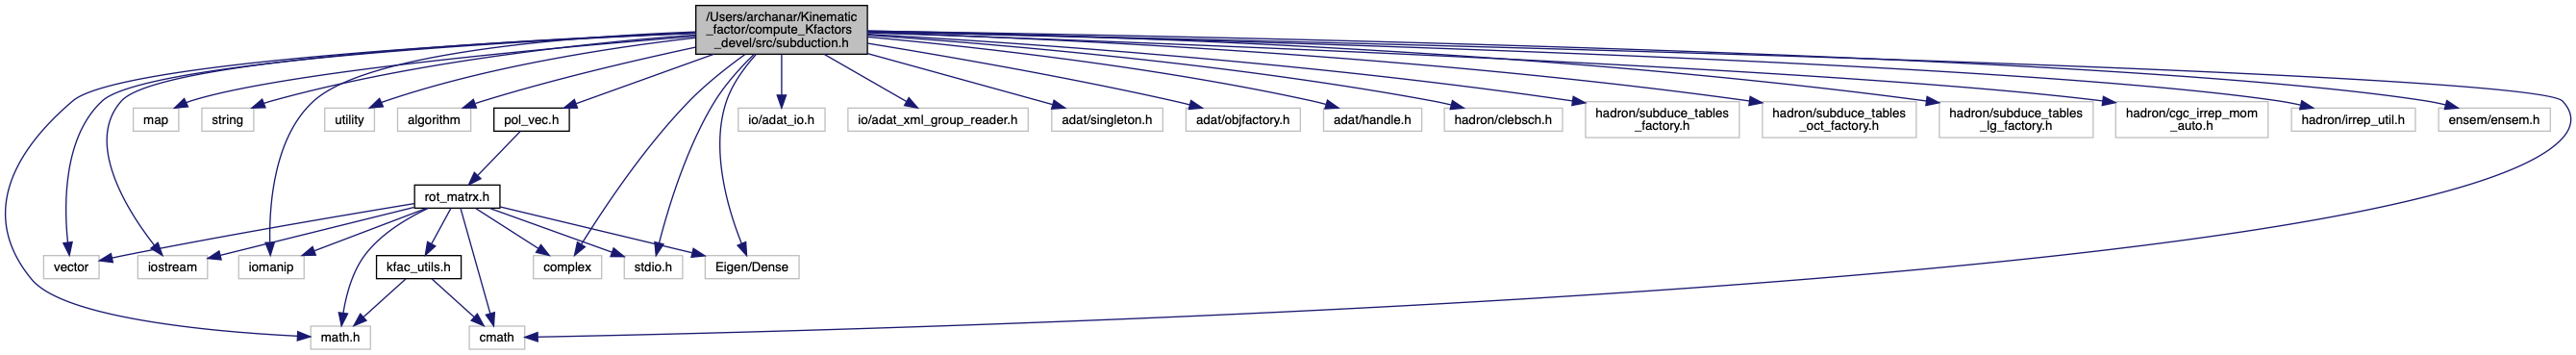 /Users/archanar/Kinematic
_factor/compute_Kfactors
_devel/src/subduction.h
map
string
utility
algorithm
pol_vec.h
io/adat_io.h
io/adat_xml_group_reader.h
adat/singleton.h
adat/objfactory.h
adat/handle.h
hadron/clebsch.h
hadron/subduce_tables
_factory.h
hadron/subduce_tables
_oct_factory.h
hadron/subduce_tables
_lg_factory.h
hadron/cgc_irrep_mom
_auto.h
hadron/irrep_util.h
ensem/ensem.h
rot_matrx.h
vector
iostream
iomanip
kfac_utils.h
complex
stdio.h
Eigen/Dense
math.h
cmath